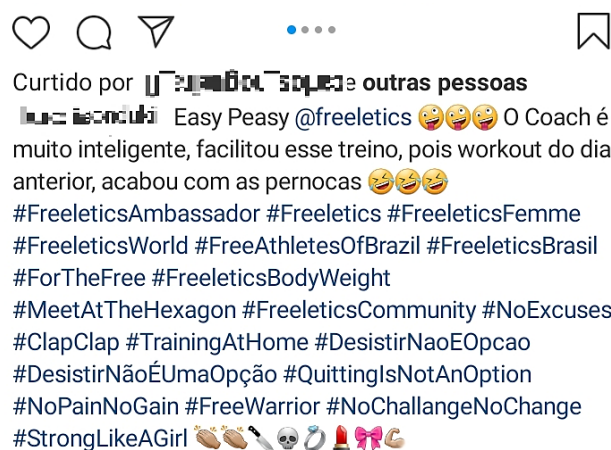 Curtido por e outras pessoas
Easy Peasy @freeletics 🤪🤪🤪 O Coach é
muito inteligente, facilitou esse treino, pois workout do dia
anterior, acabou com as pernocas 🤣🤣🤣
#FreeleticsAmbassador #Freeletics #FreeleticsFemme
#FreeleticsWorld #FreeAthletesOfBrazil #FreeleticsBrasil
#ForTheFree #FreeleticsBodyWeight
#MeetAtTheHexagon #FreeleticsCommunity #NoExcuses
#ClapClap #TrainingAtHome #DesistirNaoEOpcao
#DesistirNãoÉUmaOpção #QuittingIsNotAnOption
#NoPainNoGain #FreeWarrior #NoChallangeNoChange
#StrongLikeAGirl 👏🏼👏🏼🔪💀💍💄🎀💪🏼